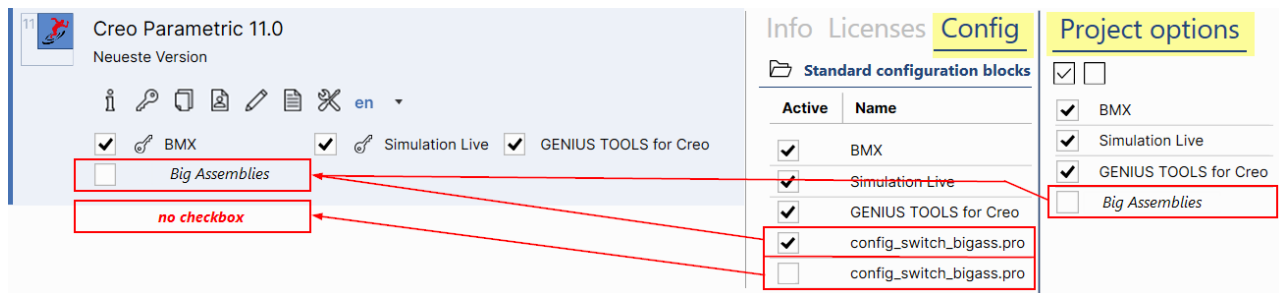 11
Creo Parametric 11.0
Neueste Version
en
BMX
Simulation Live
GENIUS TOOLS for Creo
Big Assemblies
no checkbox
Info Licenses Config
Standard configuration blocks
Active Name
BMX
Simulation Live
GENIUS TOOLS for Creo
config_switch_bigass.pro
config_switch_bigass.pro
Project options
BMX
Simulation Live
GENIUS TOOLS for Creo
Big Assemblies